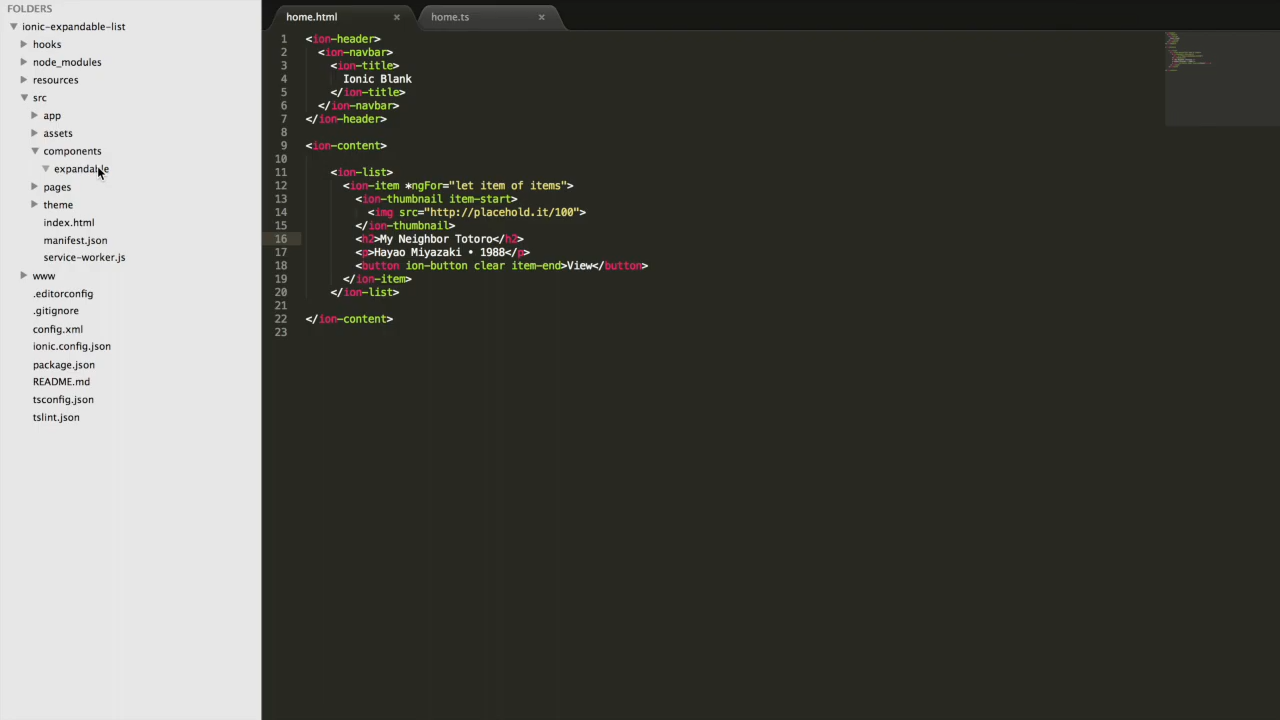 FOLDERS
ionic-expandable-list
hooks
node_modules
resources
src
app
assets
components
expandable
pages
theme
index.html
manifest.json
service-worker.js
www
.editorconfig
.gitignore
config.xml
ionic.config.json
package.json
README.md
tsconfig.json
tslint.json
home.html × home.ts ×
1 <ion-header>
2 <ion-navbar>
3 <ion-title>
4 Ionic Blank
5 </ion-title>
6 </ion-navbar>
7 </ion-header>
8
9 <ion-content>
10
11 <ion-list>
12 <ion-item *ngFor="let item of items">
13 <ion-thumbnail item-start>
14 <img src="http://placehold.it/100">
15 </ion-thumbnail>
16 <h2>My Neighbor Totoro</h2>
17 <p>Hayao Miyazaki • 1988</p>
18 <button ion-button clear item-end>View</button>
19 </ion-item>
20 </ion-list>
21
22 </ion-content>
23